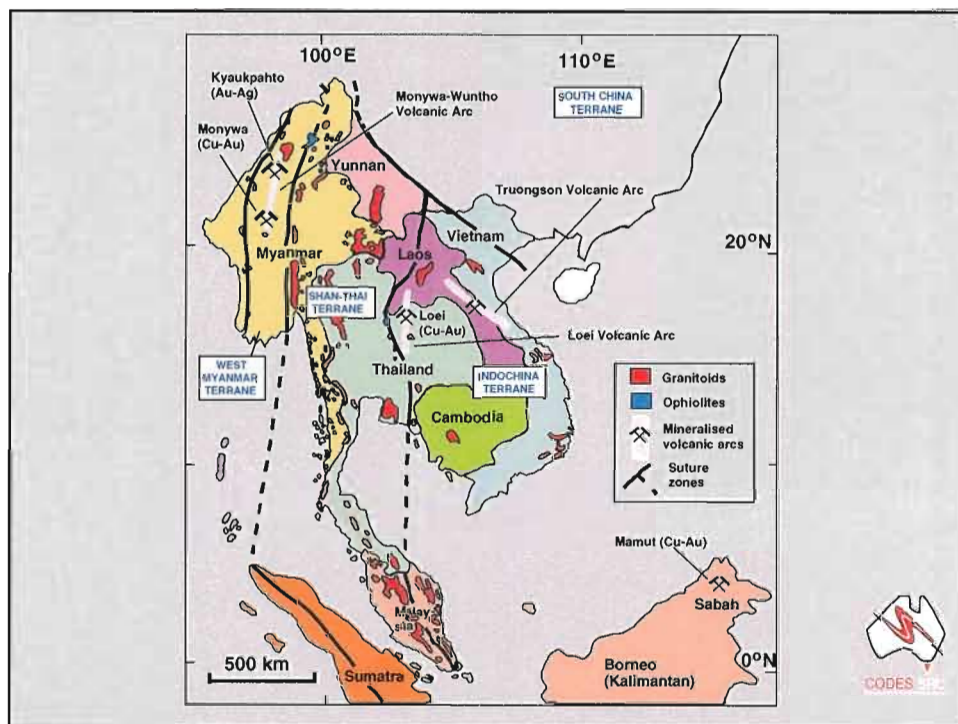 100°E
110°E
Kyaukpahto
(Au-Ag)
Monywa-Wuntho
Volcanic Arc
SOUTH CHINA
TERRANE
Monywa
(Cu-Au)
Yunnan
Truongson Volcanic Arc
Vietnam
20°N
Myanmar
Laos
SHAN-THAI
TERRANE
Loei
(Cu-Au)
Loei Volcanic Arc
WEST
MYANMAR
TERRANE
Thailand
INDOCHINA
TERRANE
Cambodia
Granitoids
Ophiolites
Mineralised
volcanic arcs
Suture
zones
Mamut (Cu-Au)
Sabah
Malay
sia
500 km
Sumatra
Borneo
(Kalimantan)
0°N
CODES SRC